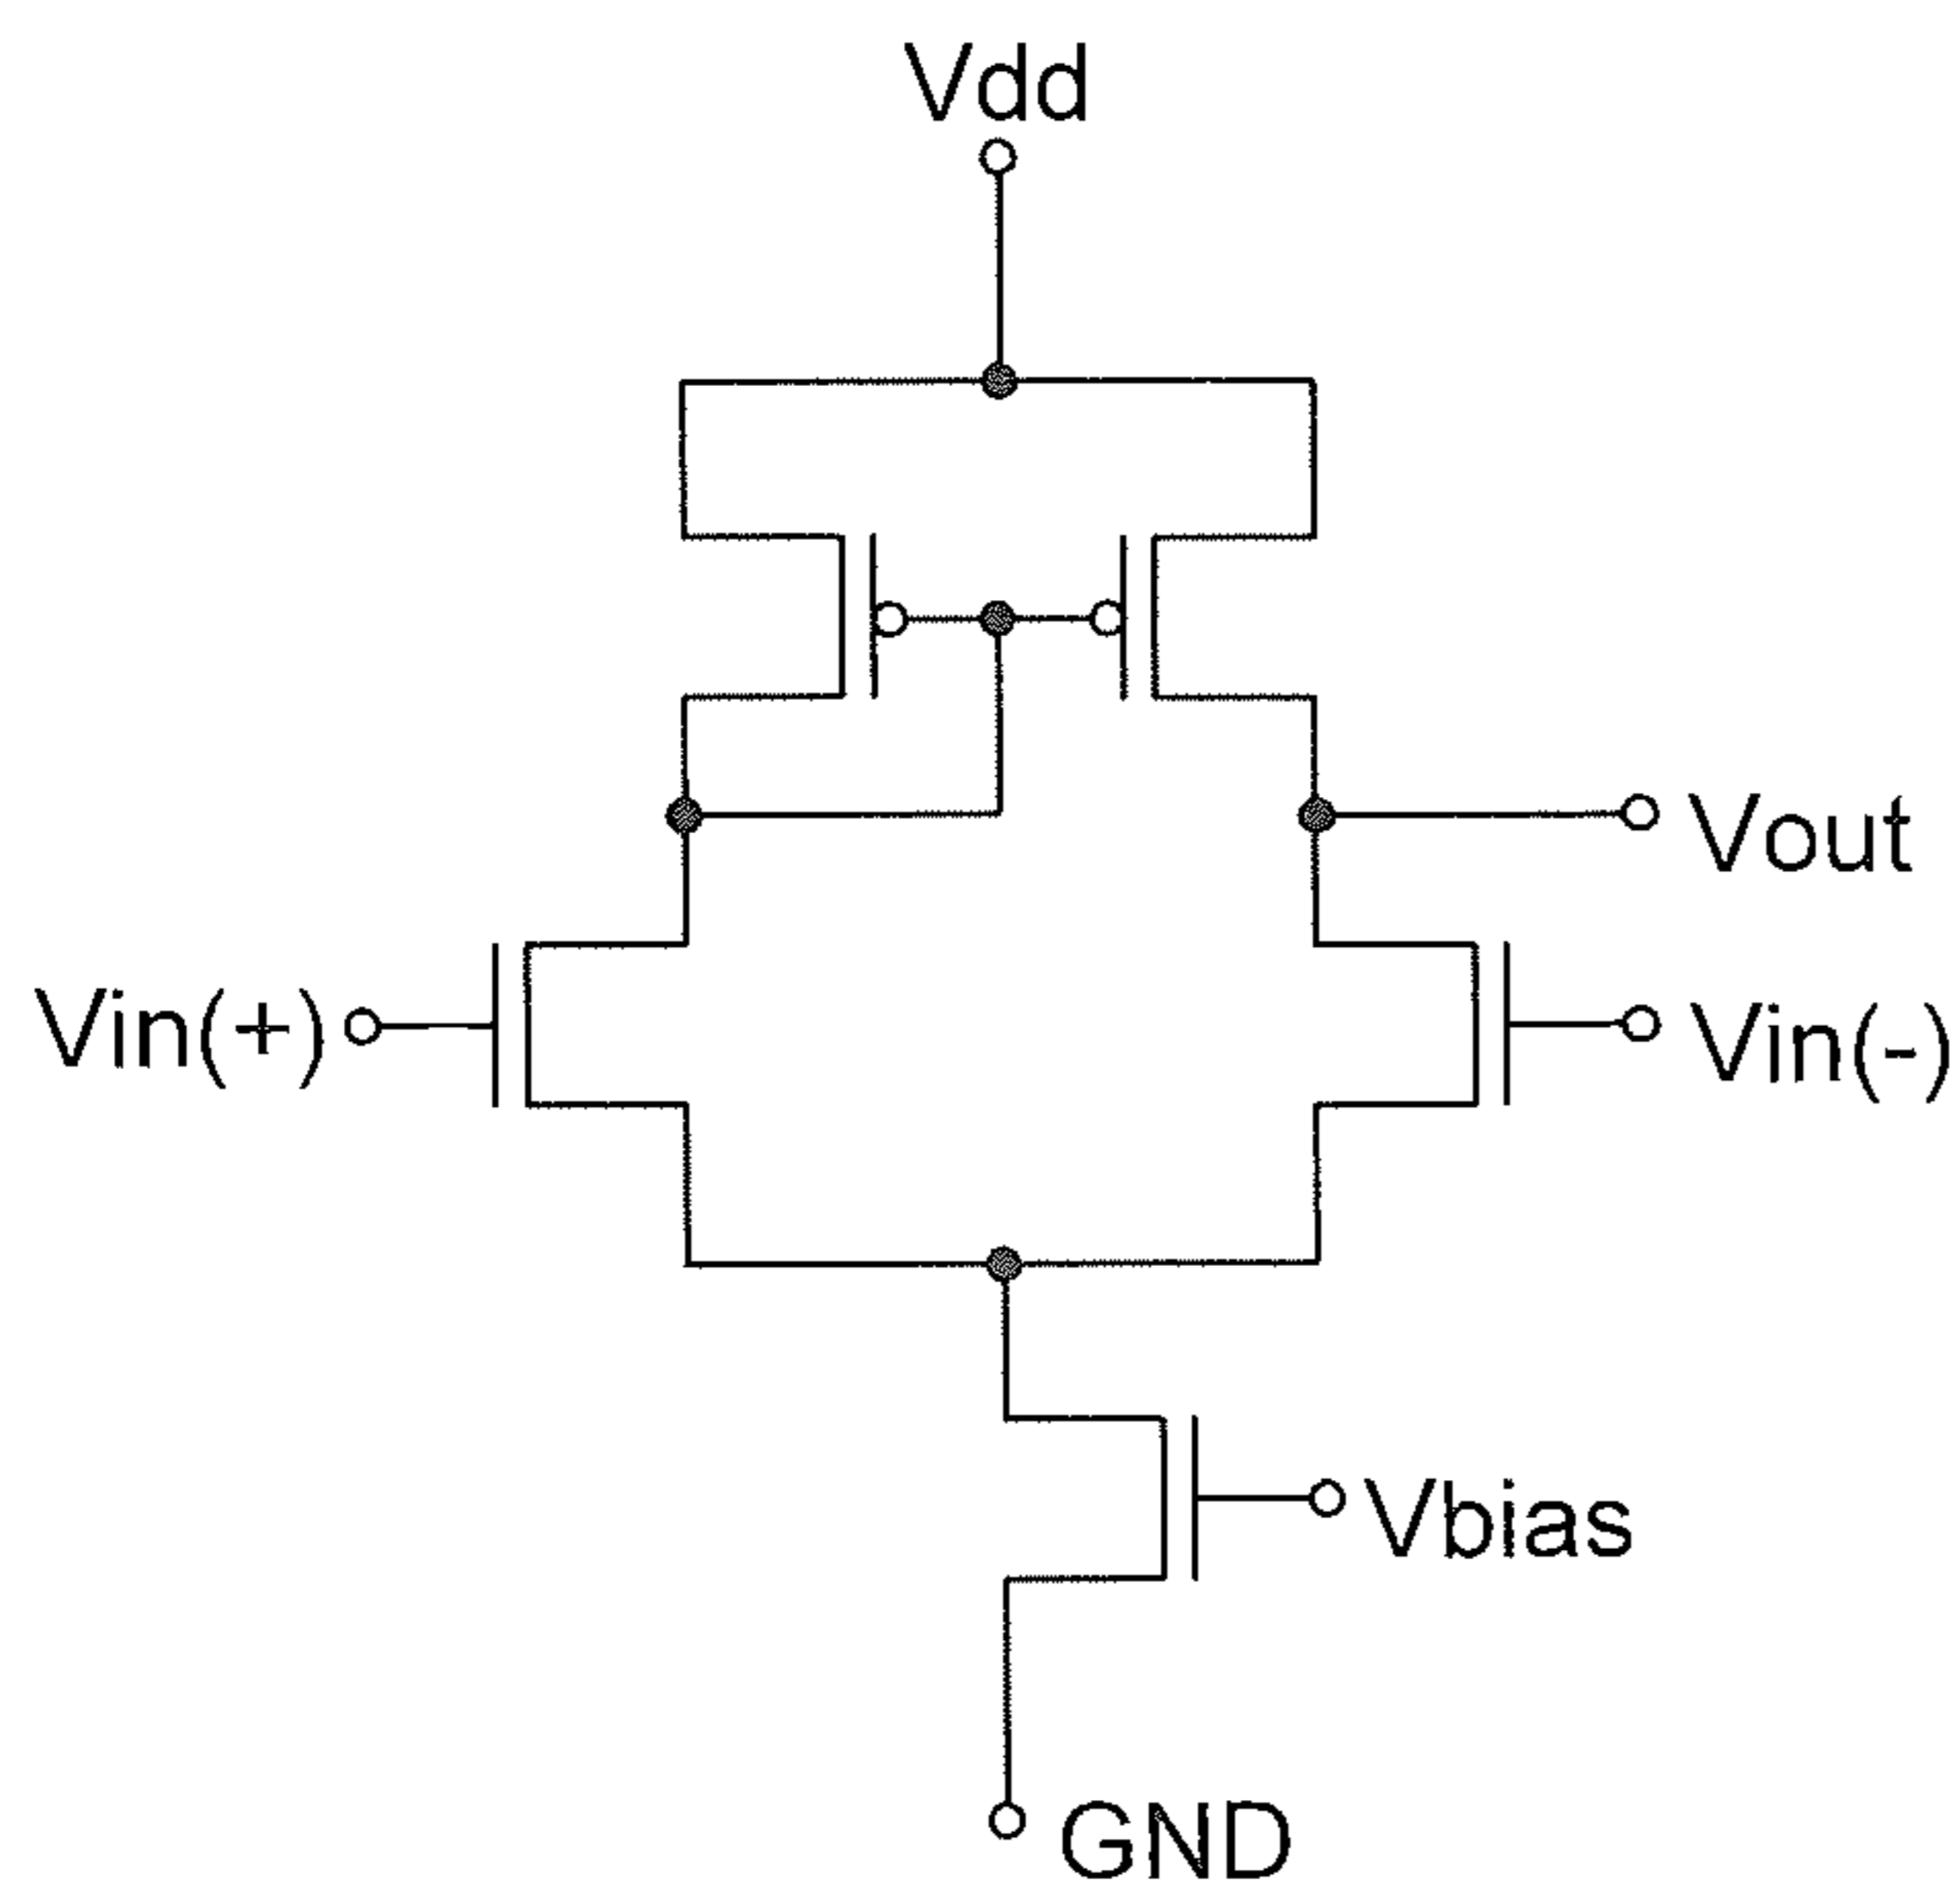 Vdd
Vout
Vin(+)
Vin(-)
Vbias
GND